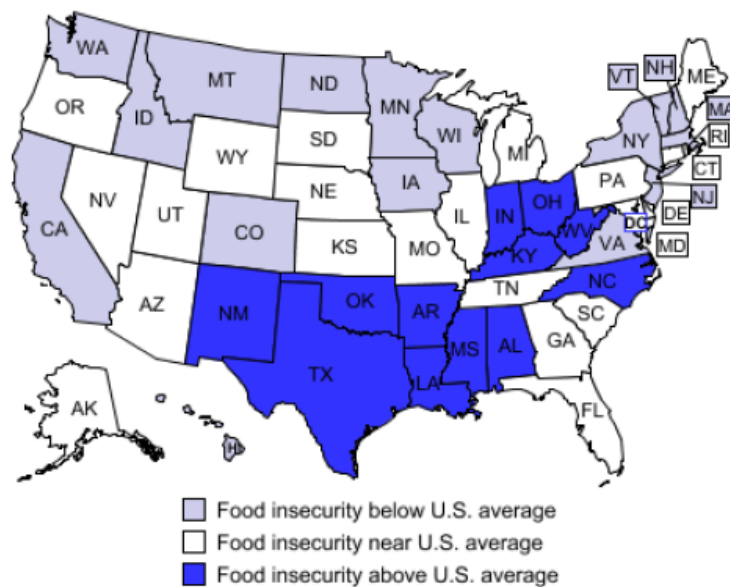 WA
MT
ND
MN
VT
NH
ME
OR
ID
SD
WI
NY
MA
RI
WY
MI
CT
NV
NE
IA
PA
NJ
UT
IL
IN
OH
DE
CA
CO
KS
MO
WV
DC
VA
MD
KY
AZ
NM
OK
AR
TN
NC
SC
TX
MS
AL
GA
LA
AK
FL
H
Food insecurity below U.S. average
Food insecurity near U.S. average
Food insecurity above U.S. average